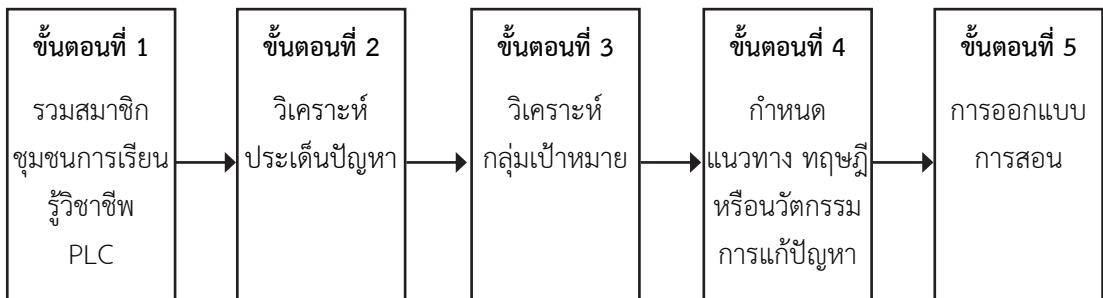 ขั้นตอนที่ 1
รวมสมาชิก
ชุมชนการเรียน
รู้วิชาชีพ
PLC
ขั้นตอนที่ 2
วิเคราะห์
ประเด็นปัญหา
ขั้นตอนที่ 3
วิเคราะห์
กลุ่มเป้าหมาย
ขั้นตอนที่ 4
กำหนด
แนวทาง ทฤษฎี
หรือนวัตกรรม
การแก้ปัญหา
ขั้นตอนที่ 5
การออกแบบ
การสอน